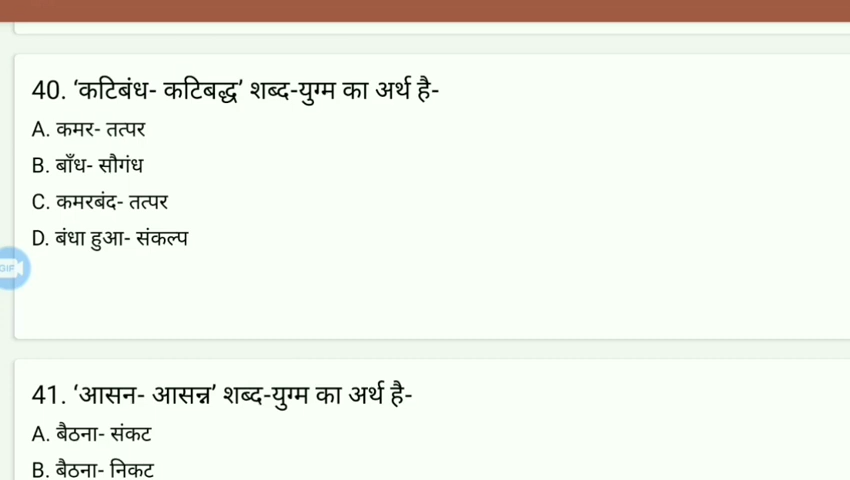 40. ‘कटिबंध- कटिबद्ध’ शब्द-युग्म का अर्थ है-
A. कमर- तत्पर
B. बाँध- सौगंध
C. कमरबंद- तत्पर
D. बंधा हुआ- संकल्प
GIF
41. ‘आसन- आसन्न’ शब्द-युग्म का अर्थ है-
A. बैठना- संकट
B. बैठना- निकट